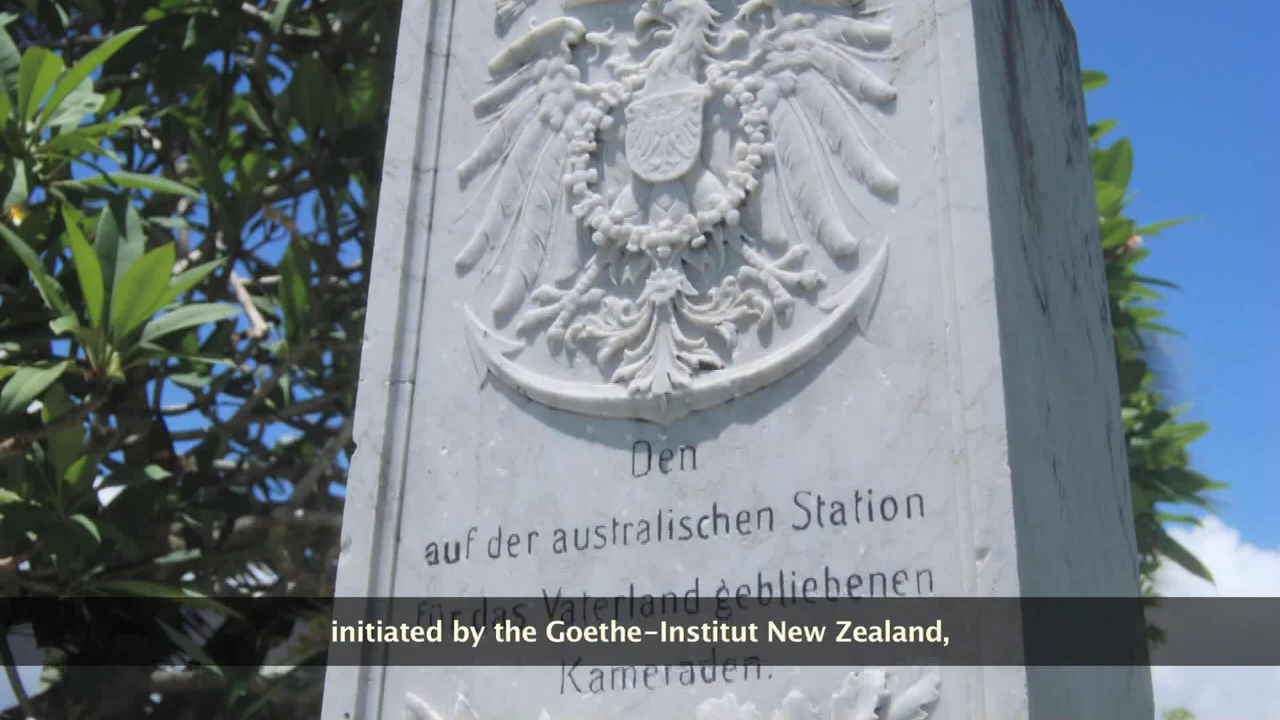 Den
auf der australischen Station
für das Vaterland gebliebenen
initiated by the Goethe-Institut New Zealand,
Kameraden.